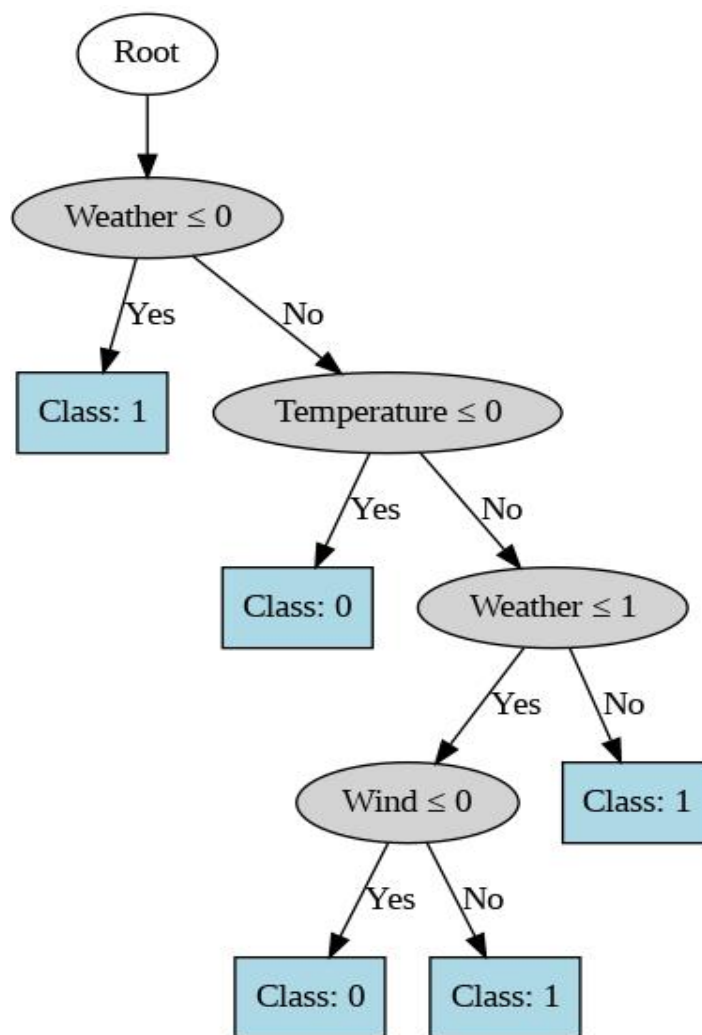 Root
Weather ≤ 0
Yes
No
Class: 1
Temperature ≤ 0
Yes
No
Class: 0
Weather ≤ 1
Yes
No
Wind ≤ 0
Class: 1
Yes
No
Class: 0
Class: 1